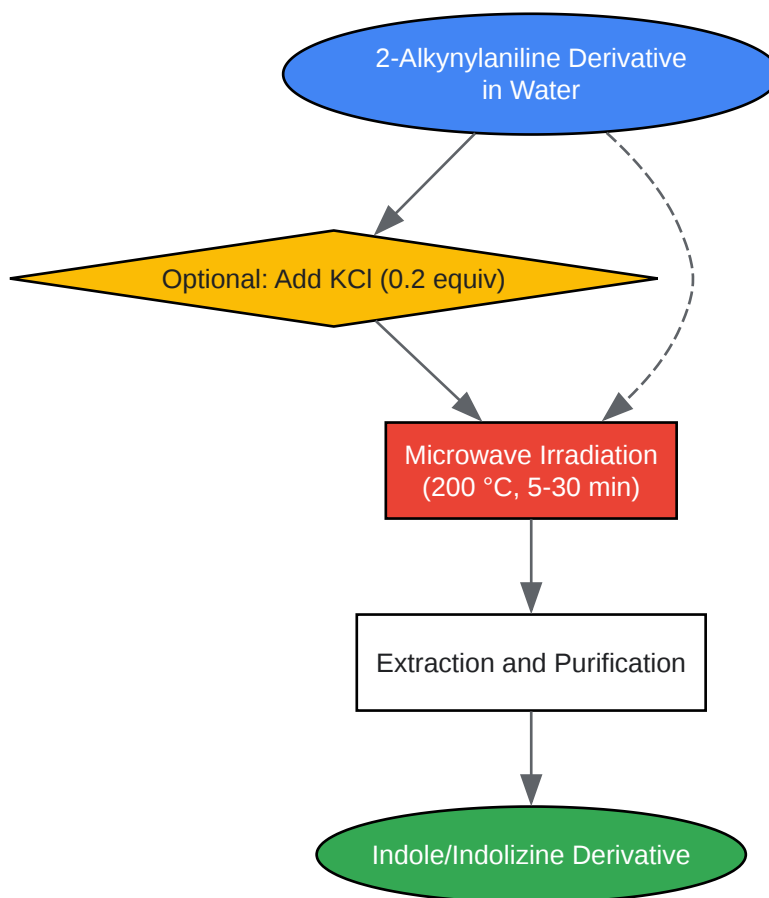 2-Alkynylaniline Derivative
in Water
Optional: Add KCl (0.2 equiv)
Microwave Irradiation
(200 °C, 5-30 min)
Extraction and Purification
Indole/Indolizine Derivative